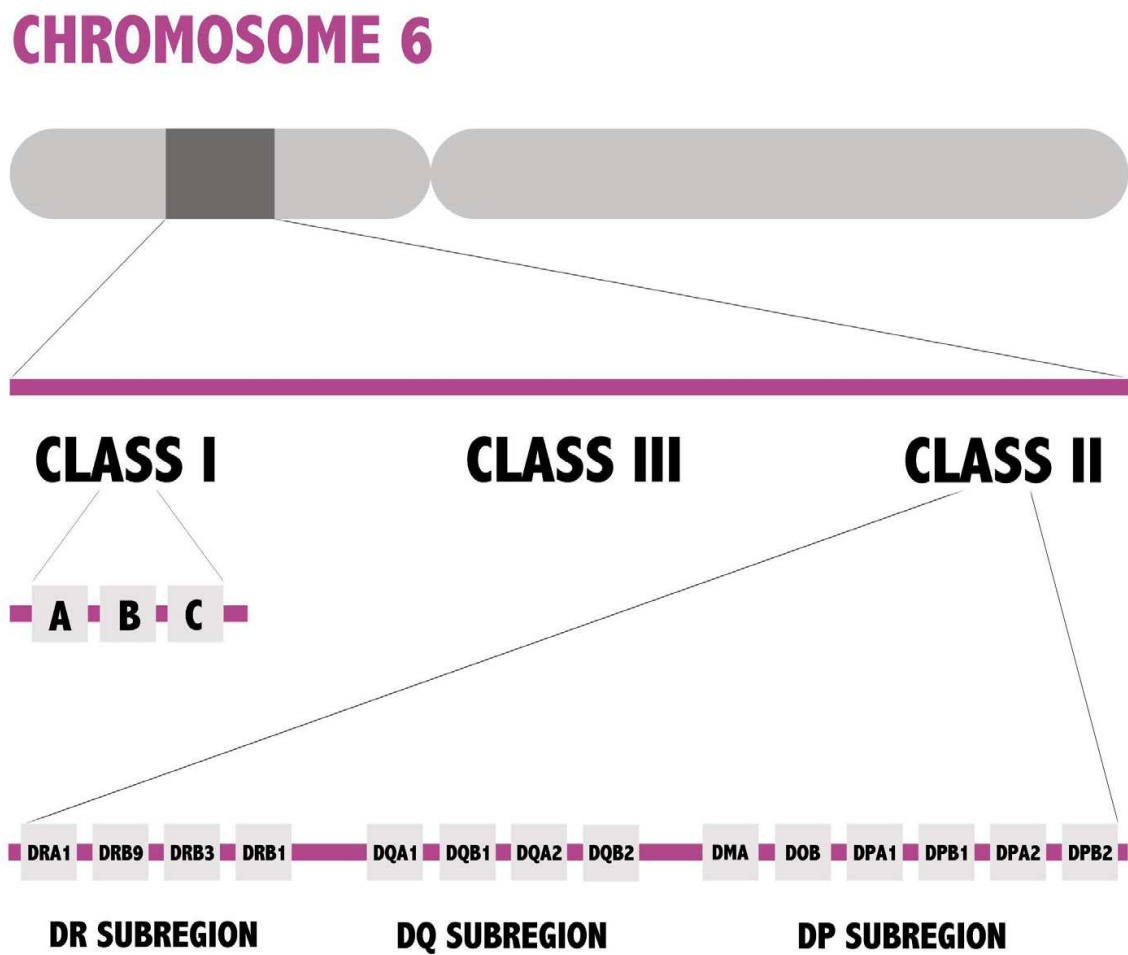 CHROMOSOME 6
CLASS I CLASS III CLASS II
A B C
DRA1 DRB9 DRB3 DRB1 DQA1 DQB1 DQA2 DQB2 DMA DOB DPA1 DPB1 DPA2 DPB2
DR SUBREGION DQ SUBREGION DP SUBREGION